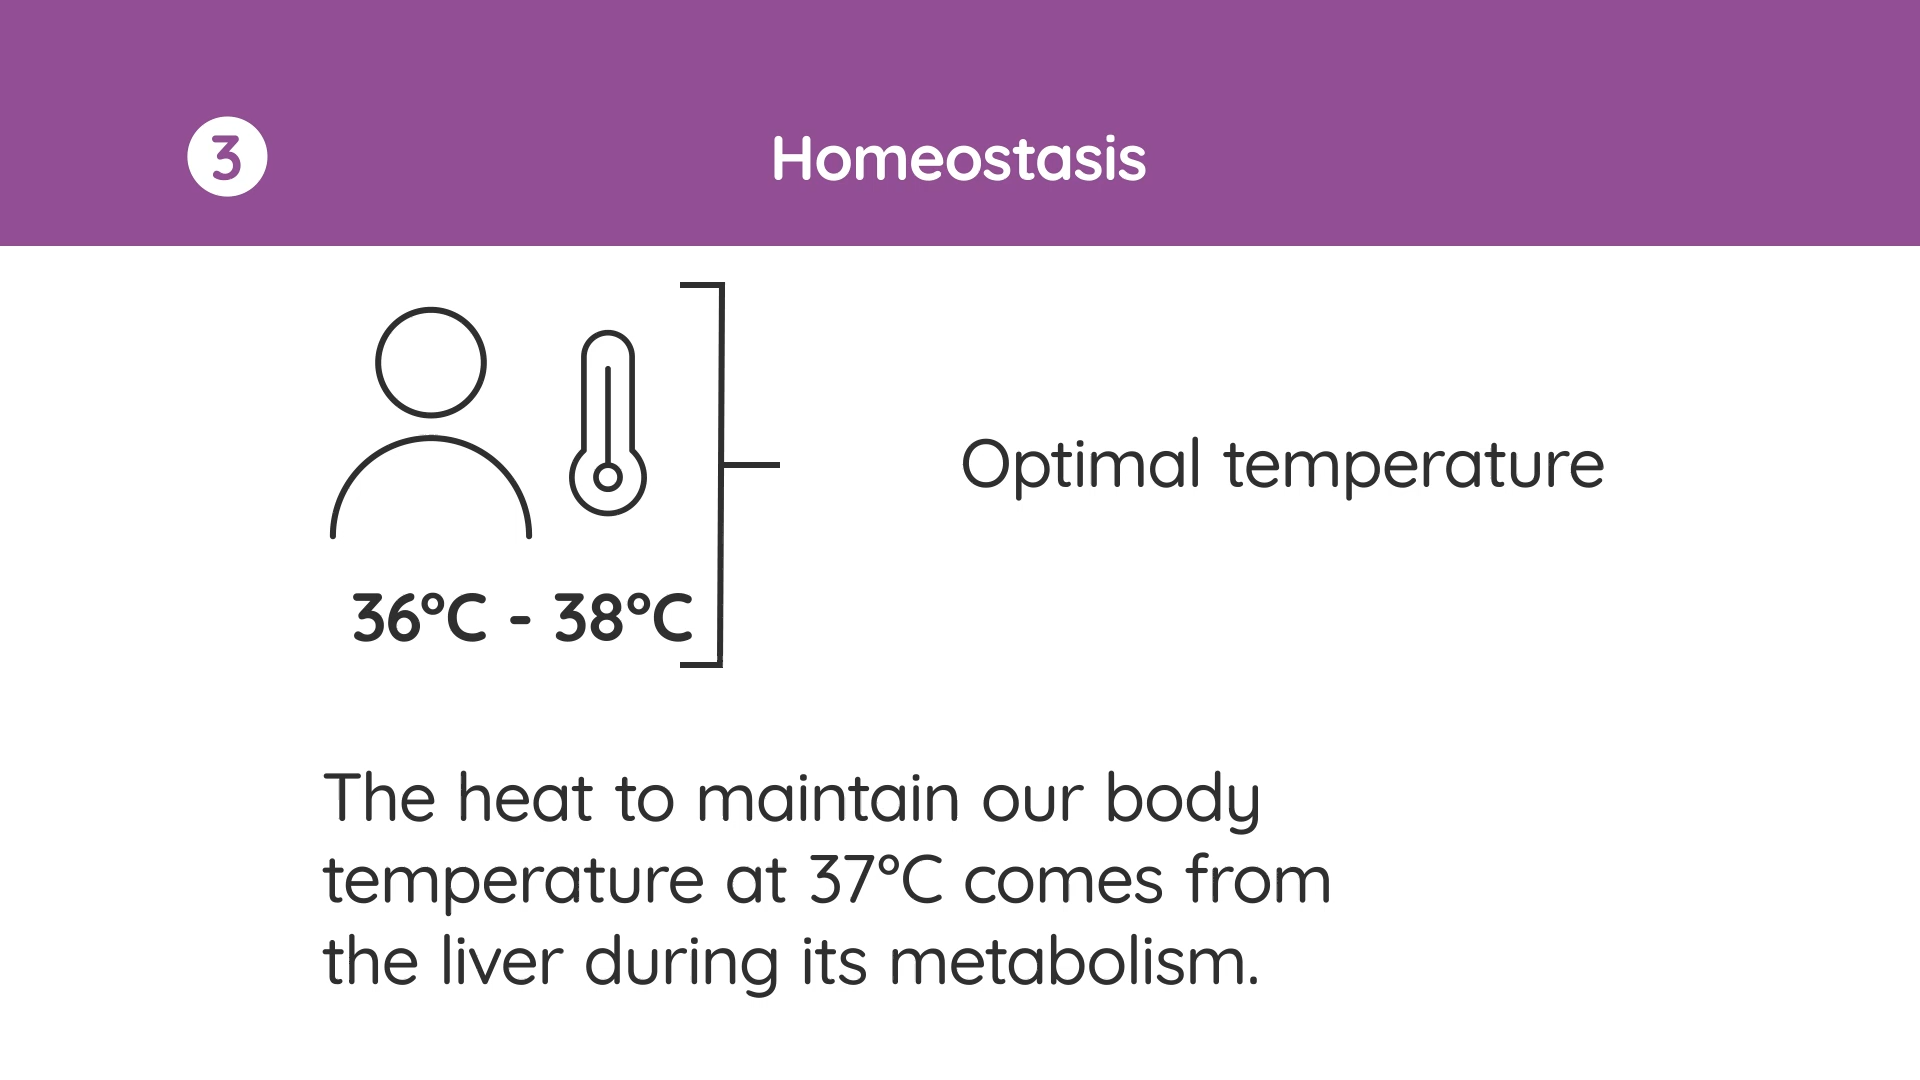 3
Homeostasis
36°C - 38°C
Optimal temperature
The heat to maintain our body
temperature at 37°C comes from
the liver during its metabolism.